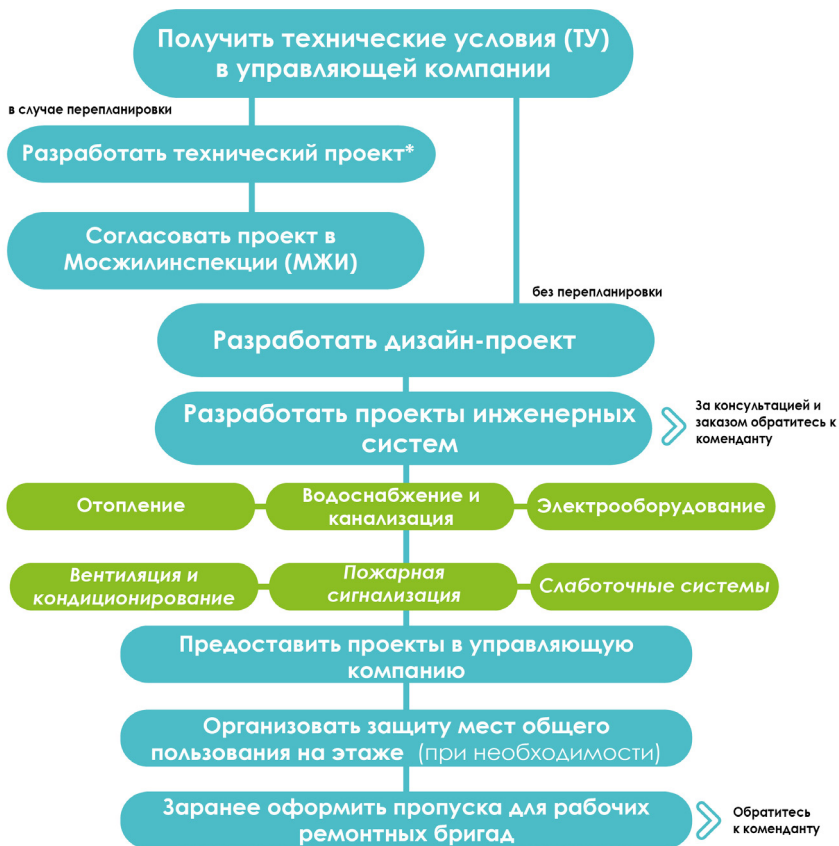 Получить технические условия (ТУ)
в управляющей компании
в случае перепланировки
Разработать технический проект*
Согласовать проект в
Мосжилинспекции (МЖИ)
без перепланировки
Разработать дизайн-проект
Разработать проекты инженерных
систем
За консультацией и
заказом обратитесь к
коменданту
Отопление
Водоснабжение и
канализация
Электрооборудование
Вентиляция и
кондиционирование
Пожарная
сигнализация
Слаботочные системы
Предоставить проекты в управляющую
компанию
Организовать защиту мест общего
пользования на этаже (при необходимости)
Заранее оформить пропуска для рабочих
ремонтных бригад
Обратитесь
к коменданту